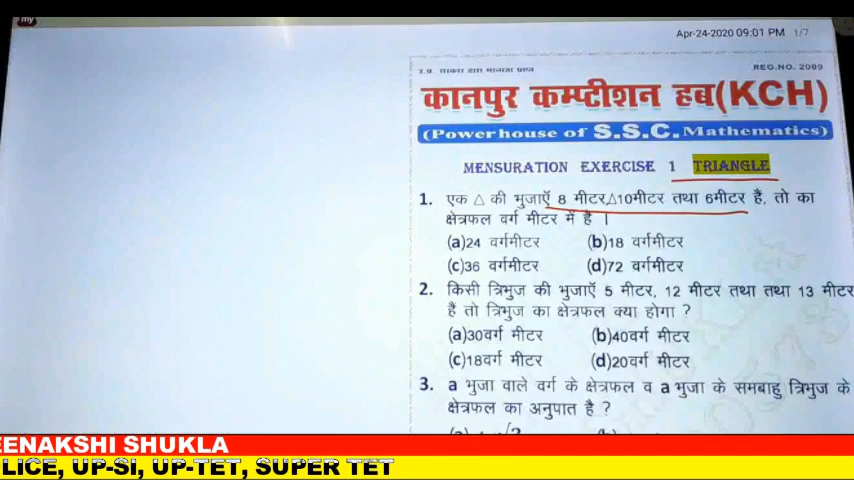 my
Apr-24-2020 09:01 PM 1/7
REG.NO. 2089
कानपुर कम्प्टीशन हब(KCH)
(Powerhouse of S.S.C. Mathematics)
MENSURATION EXERCISE 1 TRIANGLE
1. एक △ की भुजाऍं 8 मीटर,△10मीटर तथा 6मीटर है, तो का
क्षेत्रफल वर्ग मीटर में है ।
(a)24 वर्गमीटर (b)18 वर्गमीटर
(c)36 वर्गमीटर (d)72 वर्गमीटर
2. किसी त्रिभुज की भुजाऍं 5 मीटर, 12 मीटर तथा तथा 13 मीटर
है तो त्रिभुज का क्षेत्रफल क्या होगा ?
(a)30वर्ग मीटर (b)40वर्ग मीटर
(c)18वर्ग मीटर (d)20वर्ग मीटर
3. a भुजा वाले वर्ग के क्षेत्रफल व a भुजा के समबाहु त्रिभुज के
क्षेत्रफल का अनुपात है ?
EENAKSHI SHUKLA
LICE, UP-SI, UP-TET, SUPER TET